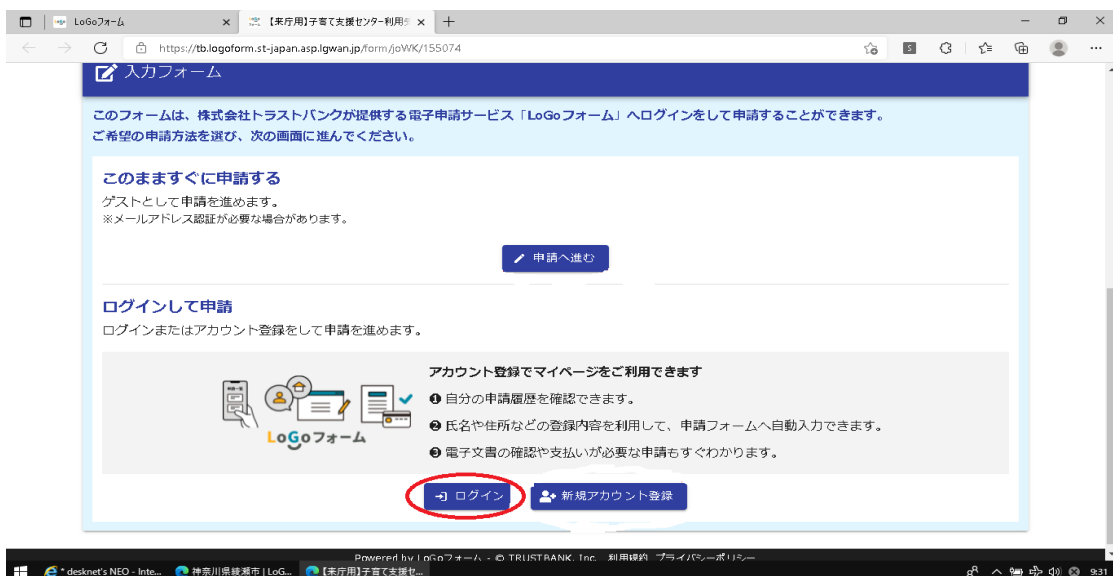 LoGoフォーム
【来庁用】子育て支援センター利用
https://tb.logoform.st-japan.asp.lgwan.jp/form/joWK/155074
入力フォーム
このフォームは、株式会社トラストバンクが提供する電子申請サービス「LoGoフォーム」へログインをして申請することができます。
ご希望の申請方法を選び、次の画面に進んでください。
このまますぐに申請する
ゲストとして申請を進めます。
※メールアドレス認証が必要な場合があります。
申請へ進む
ログインして申請
ログインまたはアカウント登録をして申請を進めます。
アカウント登録でマイページをご利用できます
❶ 自分の申請履歴を確認できます。
❷ 氏名や住所などの登録内容を利用して、申請フォームへ自動入力できます。
❸ 電子文書の確認や支払いが必要な申請もすぐわかります。
LoGoフォーム
ログイン
新規アカウント登録
Powered by LoGoフォーム - © TRUSTBANK, Inc. 利用規約 プライバシーポリシー
* desknet's NEO - Inte...
神奈川県綾瀬市 | LoG...
【来庁用】子育て支援セ...
9:31